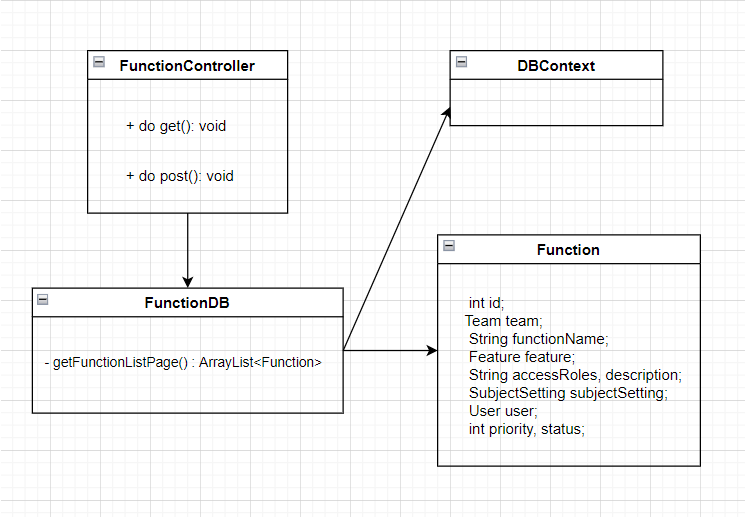 FunctionController
+ do get(): void
+ do post(): void
DBContext
FunctionDB
- getFunctionListPage() : ArrayList<Function>
Function
int id;
Team team;
String functionName;
Feature feature;
String accessRoles, description;
SubjectSetting subjectSetting;
User user;
int priority, status;